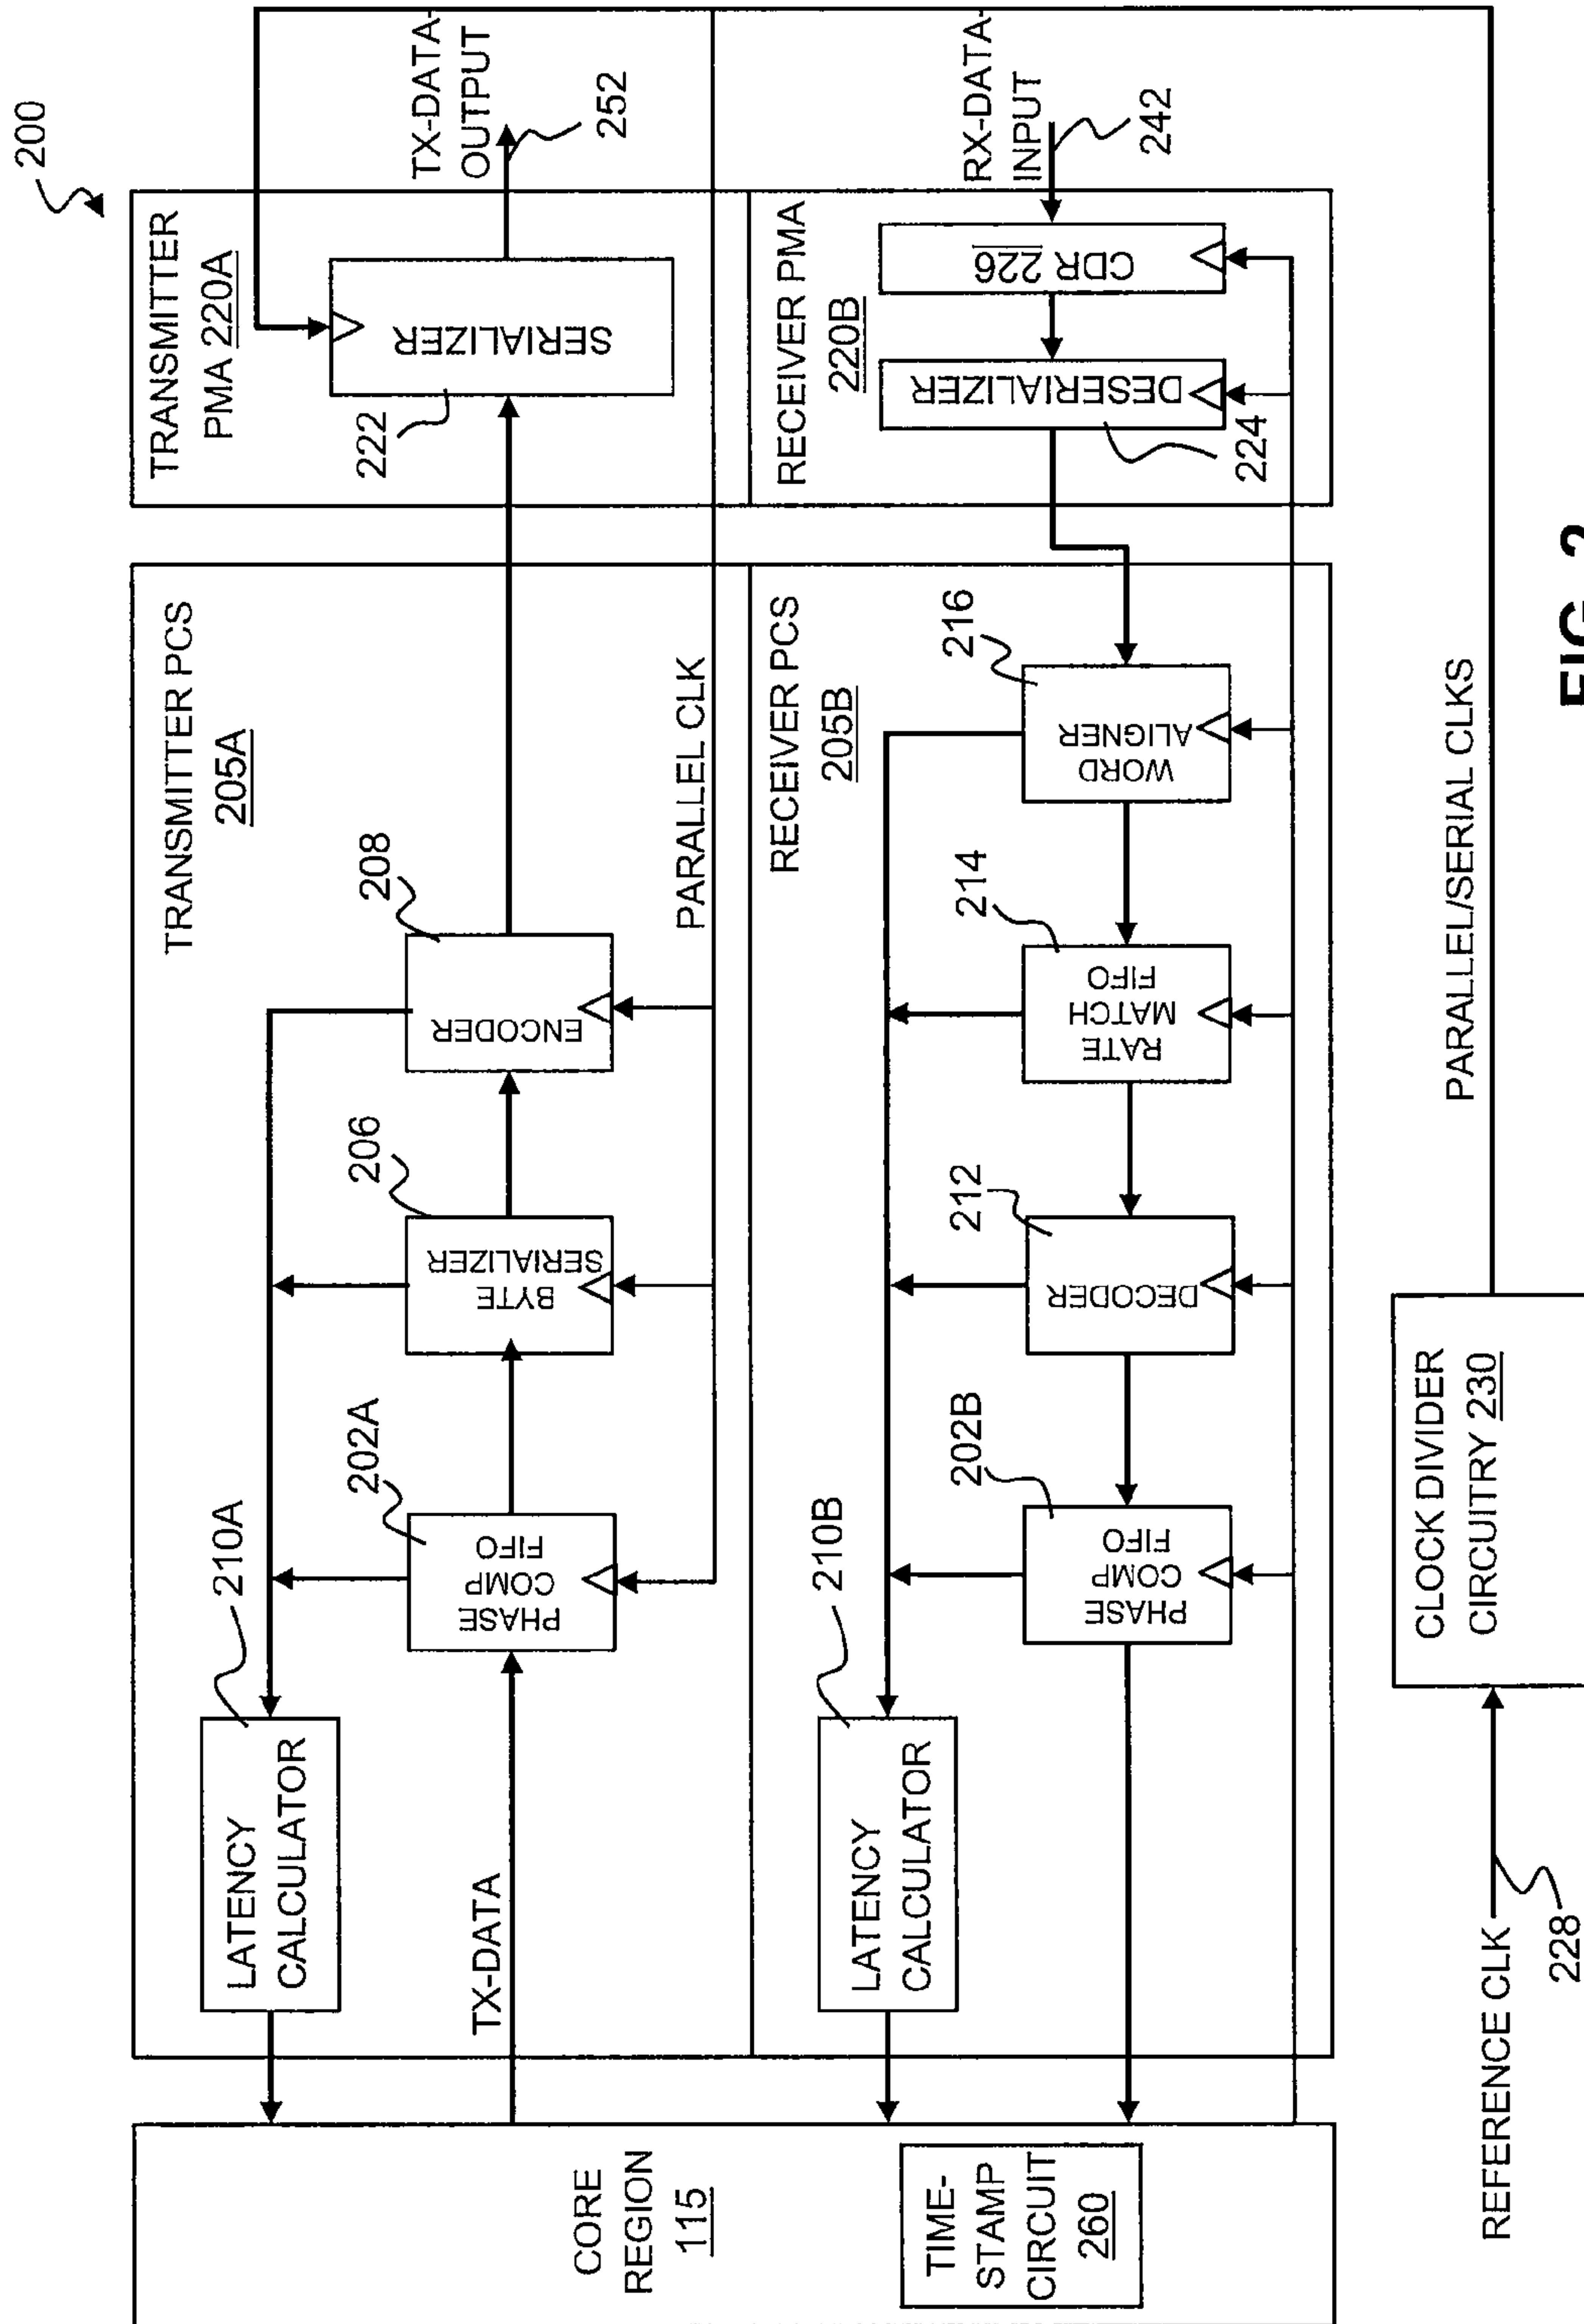 200
TRANSMITTER
PMA 220A
SERIALIZER
222
TX-DATA-
OUTPUT
252
RECEIVER PMA
220B
CDR 226
DESERIALIZER
224
RX-DATA-
INPUT
242
TRANSMITTER PCS
205A
208
ENCODER
206
BYTE
SERIALIZER
202A
PHASE
COMP
FIFO
210A
LATENCY
CALCULATOR
TX-DATA
PARALLEL CLK
RECEIVER PCS
205B
216
WORD
ALIGNER
214
RATE
MATCH
FIFO
212
DECODER
202B
PHASE
COMP
FIFO
210B
LATENCY
CALCULATOR
CORE
REGION
115
TIME-
STAMP
CIRCUIT
260
PARALLEL/SERIAL CLKS
CLOCK DIVIDER
CIRCUITRY 230
REFERENCE CLK
228
FIG. 2